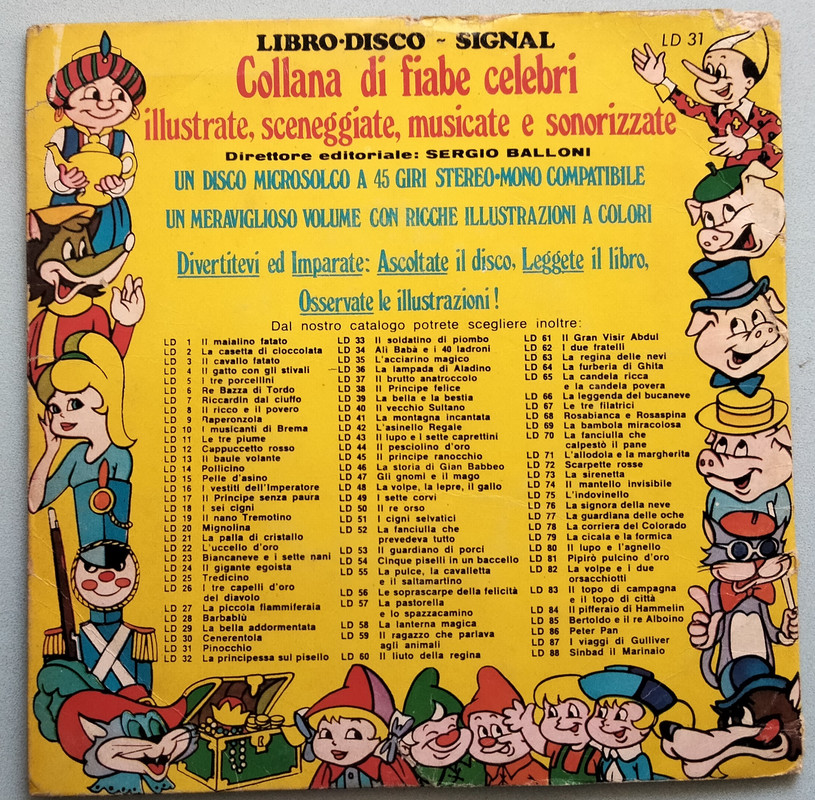 LIBRO-DISCO ~ SIGNAL
LD 31
Collana di fiabe celebri
illustrate, sceneggiate, musicate e sonorizzate
Direttore editoriale: SERGIO BALLONI
UN DISCO MICROSOLCO A 45 GIRI STEREO-MONO COMPATIBILE
UN MERAVIGLIOSO VOLUME CON RICCHE ILLUSTRAZIONI A COLORI
Divertitevi ed Imparate: Ascoltate il disco, Leggete il libro,
Osservate le illustrazioni!
Dal nostro catalogo potrete scegliere inoltre:
LD 1 Il maialino fatato
LD 2 La casetta di cioccolata
LD 3 Il cavallo fatato
LD 4 Il gatto con gli stivali
LD 5 I tre porcellini
LD 6 Re Bazza di Tordo
LD 7 Riccardin dal ciuffo
LD 8 Il ricco e il povero
LD 9 Raperonzola
LD 10 I musicanti di Brema
LD 11 Le tre piume
LD 12 Cappuccetto rosso
LD 13 Il baule volante
LD 14 Pollicino
LD 15 Pelle d'asino
LD 16 I vestiti dell'Imperatore
LD 17 Il Principe senza paura
LD 18 I sei cigni
LD 19 Il nano Tremotino
LD 20 Mignolina
LD 21 La palla di cristallo
LD 22 L'uccello d'oro
LD 23 Biancaneve e i sette nani
LD 24 Il gigante egoista
LD 25 Tredicino
LD 26 I tre capelli d'oro
del diavolo
LD 27 La piccola fiammiferaia
LD 28 Barbablù
LD 29 La bella addormentata
LD 30 Cenerentola
LD 31 Pinocchio
LD 32 La principessa sul pisello
LD 33 Il soldatino di piombo
LD 34 Ali Babà e i 40 ladroni
LD 35 L'acciarino magico
LD 36 La lampada di Aladino
LD 37 Il brutto anatroccolo
LD 38 Il Principe felice
LD 39 La bella e la bestia
LD 40 Il vecchio Sultano
LD 41 La montagna incantata
LD 42 L'asinello Regale
LD 43 Il lupo e i sette caprettini
LD 44 Il pesciolino d'oro
LD 45 Il principe ranocchio
LD 46 La storia di Gian Babbeo
LD 47 Gli gnomi e il mago
LD 48 La volpe, la lepre, il gallo
LD 49 I sette corvi
LD 50 Il re orso
LD 51 I cigni selvatici
LD 52 La fanciulla che
prevedeva tutto
LD 53 Il guardiano di porci
LD 54 Cinque piselli in un baccello
LD 55 La pulce, la cavalletta
e il saltamartino
LD 56 Le soprascarpe della felicità
LD 57 La pastorella
e lo spazzacamino
LD 58 La lanterna magica
LD 59 Il ragazzo che parlava
agli animali
LD 60 Il liuto della regina
LD 61 Il Gran Visir Abdul
LD 62 I due fratelli
LD 63 La regina delle nevi
LD 64 La furberia di Ghita
LD 65 La candela ricca
e la candela povera
LD 66 La leggenda del bucaneve
LD 67 Le tre filatrici
LD 68 Rosabianca e Rosaspina
LD 69 La bambola miracolosa
LD 70 La fanciulla che
calpestò il pane
LD 71 L'allodola e la margherita
LD 72 Scarpette rosse
LD 73 La sirenetta
LD 74 Il mantello invisibile
LD 75 L'indovinello
LD 76 La signora della neve
LD 77 La guardiana delle oche
LD 78 La corriera del Colorado
LD 79 La cicala e la formica
LD 80 Il lupo e l'agnello
LD 81 Pipirò pulcino d'oro
LD 82 La volpe e i due
orsacchiotti
LD 83 Il topo di campagna
e il topo di città
LD 84 Il pifferaio di Hammelin
LD 85 Bertoldo e il re Alboino
LD 86 Peter Pan
LD 87 I viaggi di Gulliver
LD 88 Sinbad il Marinaio